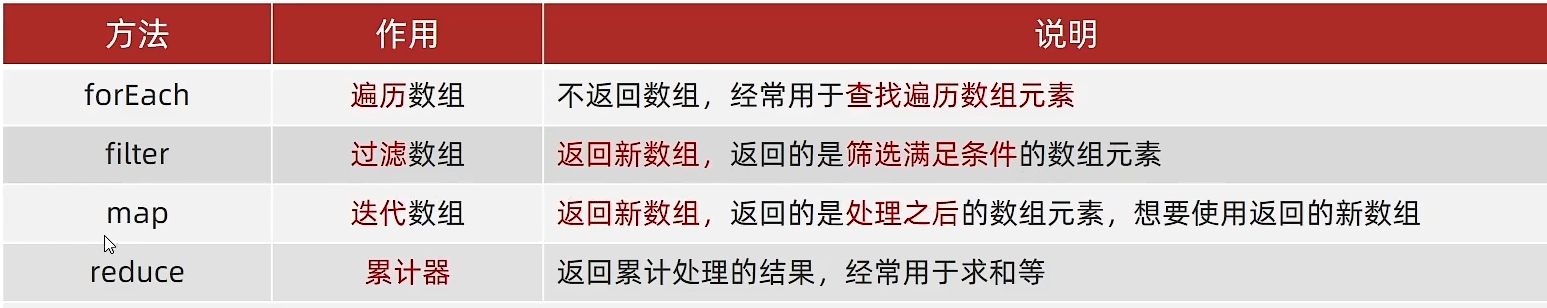 方法 作用 说明
forEach 遍历数组 不返回数组，经常用于查找遍历数组元素
filter 过滤数组 返回新数组，返回的是筛选满足条件的数组元素
map 迭代数组 返回新数组，返回的是处理之后的数组元素，想要使用返回的新数组
reduce 累计器 返回累计处理的结果，经常用于求和等